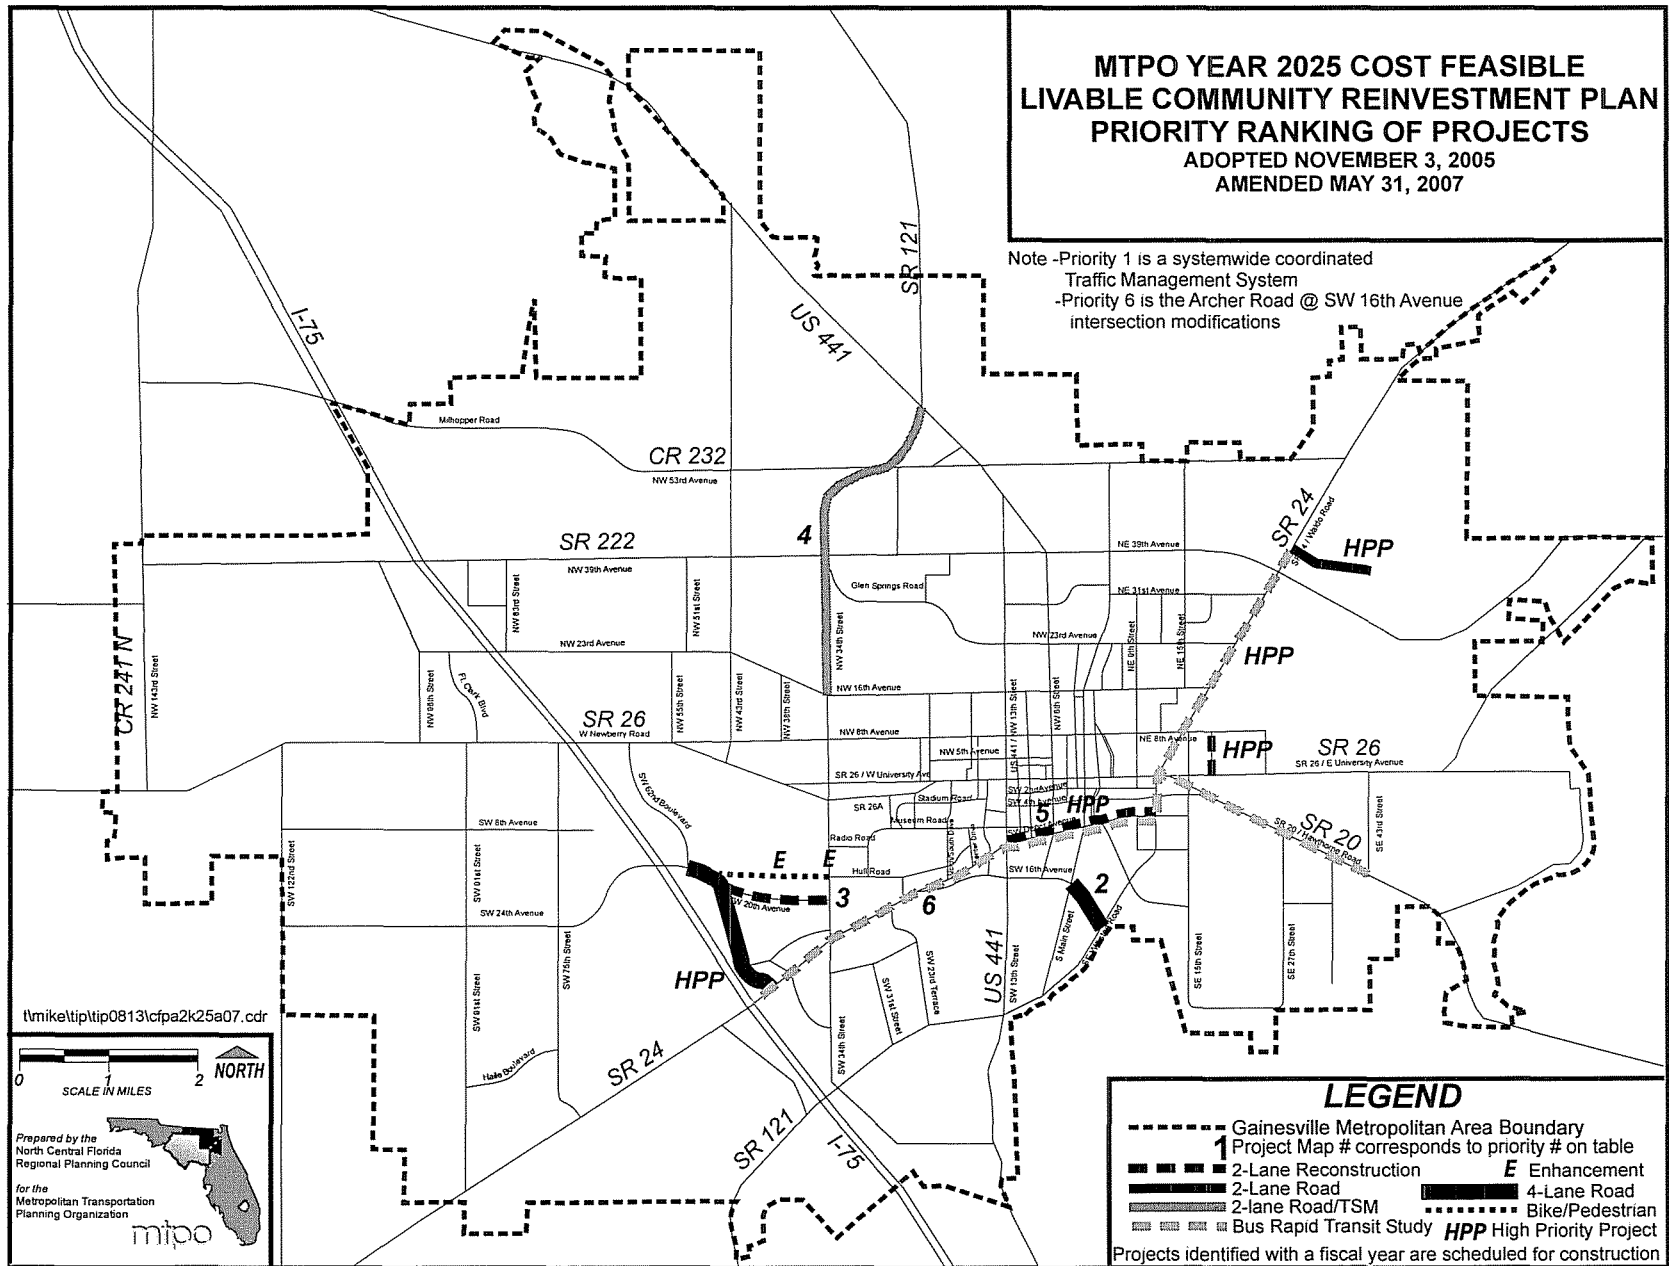 MTPO YEAR 2025 COST FEASIBLE
LIVABLE COMMUNITY REINVESTMENT PLAN
PRIORITY RANKING OF PROJECTS
ADOPTED NOVEMBER 3, 2005
AMENDED MAY 31, 2007
Note -Priority 1 is a systemwide coordinated
Traffic Management System
-Priority 6 is the Archer Road @ SW 16th Avenue
intersection modifications
SR 121
US 441
I-75
Millhopper Road
CR 232
NW 53rd Avenue
SR 24
4
SR 222
NW 39th Avenue
NE 39th Avenue
HPP
Glen Springs Road
NE 31st Avenue
NW 83rd Street
NW 51st Street
NW 34th Street
NW 23rd Avenue
NW 23rd Avenue
NE 9th Street
NE 15th Street
HPP
CR 241 N
NW 143rd Street
NW 98th Street
Ft. Clark Blvd
NW 55th Street
NW 43rd Street
NW 38th Street
NW 16th Avenue
US 441 / NW 13th Street
NW 6th Street
SR 26
W Newberry Road
NW 8th Avenue
NE 8th Avenue
HPP
SR 26
SR 26 / E University Avenue
NW 5th Avenue
SR 26 / W University Ave
SW 62nd Boulevard
SW 2nd Avenue
SW 4th Avenue
Stadium Road
SR 26A
Museum Road
5
HPP
SW Depot Avenue
SW 8th Avenue
Radio Road
SR 20
SR 20 / Hawthorne Road
SE 43rd Street
SW 122nd Street
SW 91st Street
E
E
Hull Road
SW 16th Avenue
2
3
SW 20th Avenue
6
SW 24th Avenue
SW 75th Street
S Main Street
US 441
SW 13th Street
SE 15th Street
SE 27th Street
HPP
SW 23rd Terrace
SW 31st Street
SW 91st Street
SW 34th Street
t\mike\tip\tip0813\cfpa2k25a07.cdr
Haile Boulevard
SR 24
SR 121
I-75
0 1 2
SCALE IN MILES
NORTH
Prepared by the
North Central Florida
Regional Planning Council
for the
Metropolitan Transportation
Planning Organization
mtpo
LEGEND
Gainesville Metropolitan Area Boundary
1 Project Map # corresponds to priority # on table
2-Lane Reconstruction
E Enhancement
2-Lane Road
4-Lane Road
2-lane Road/TSM
Bike/Pedestrian
Bus Rapid Transit Study
HPP High Priority Project
Projects identified with a fiscal year are scheduled for construction